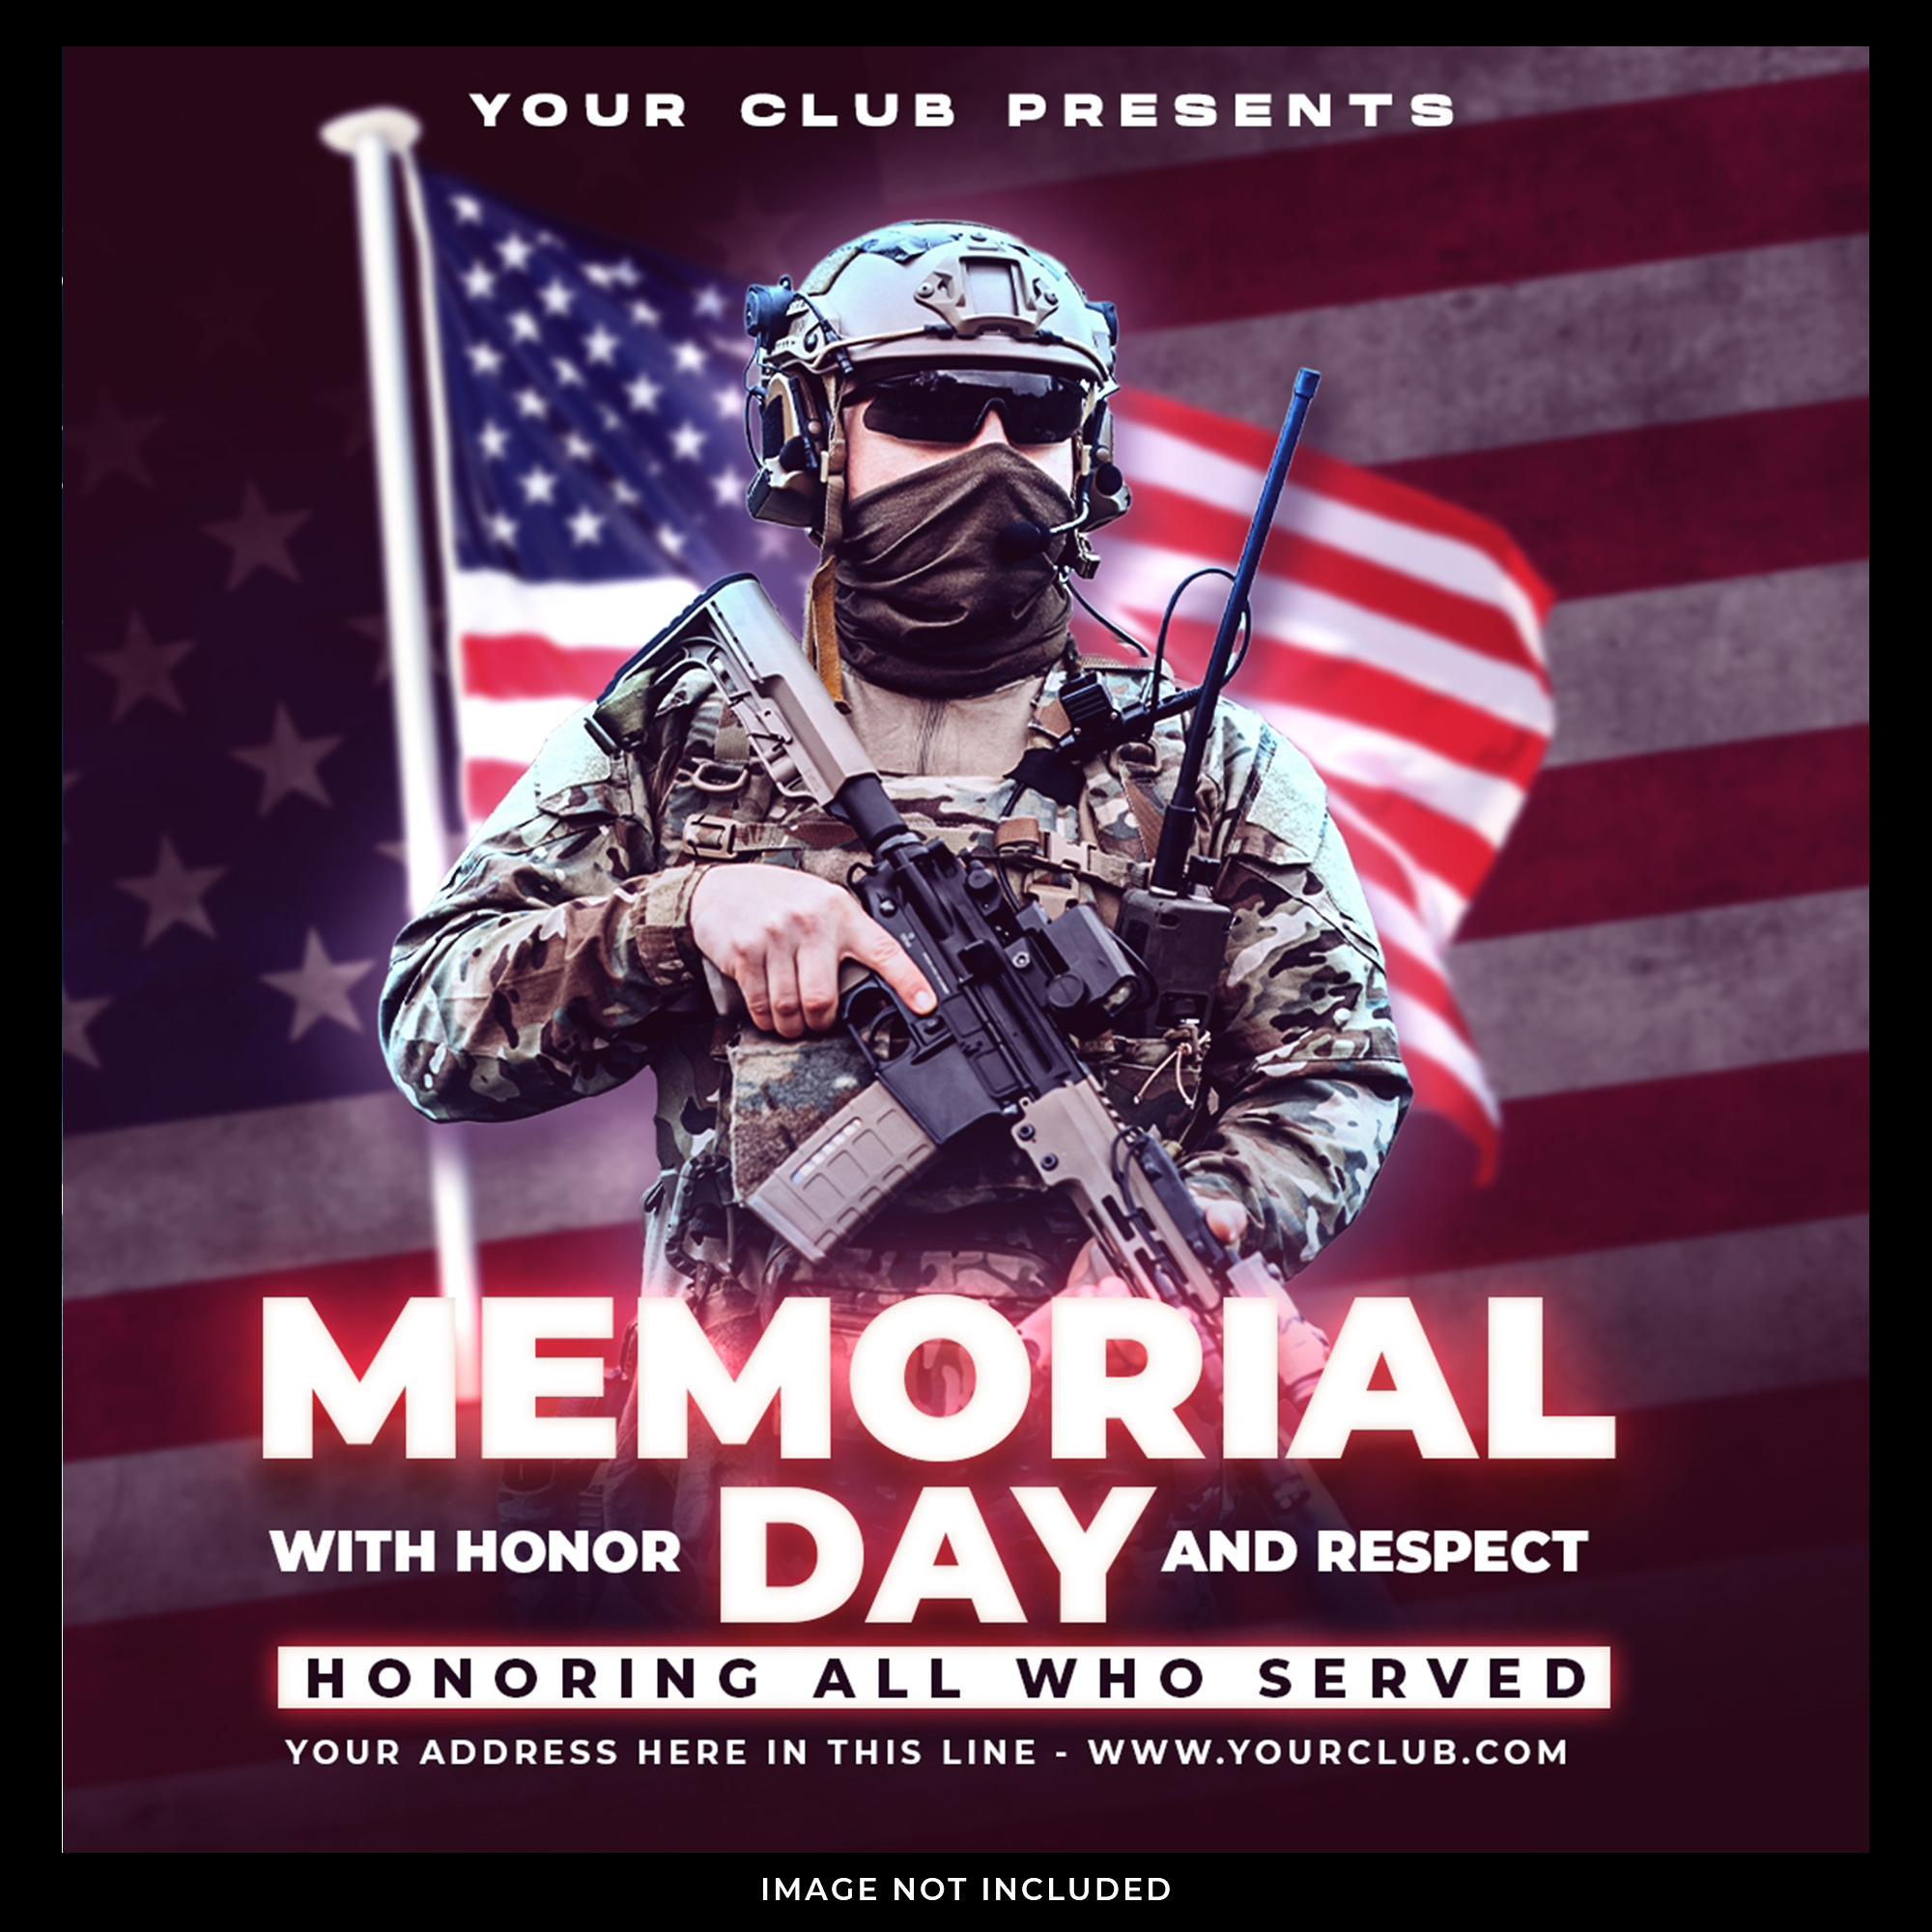 YOUR CLUB PRESENTS
MEMORIAL
WITH HONOR DAY AND RESPECT
HONORING ALL WHO SERVED
YOUR ADDRESS HERE IN THIS LINE - WWW.YOURCLUB.COM
IMAGE NOT INCLUDED